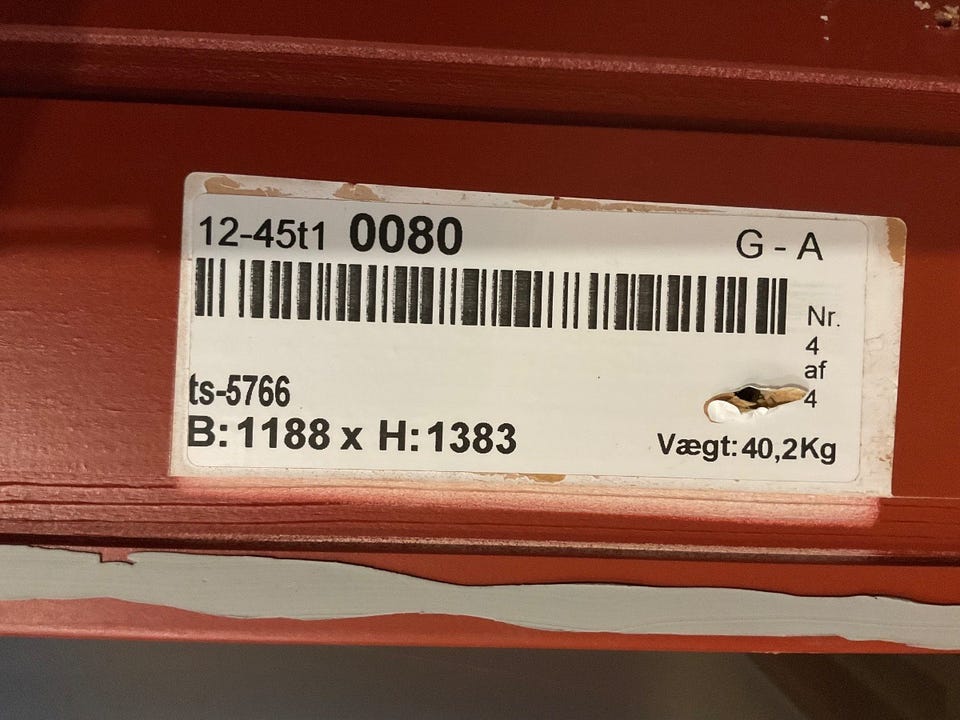 12-45t1 0080 G - A
Nr.
4
af
4
ts-5766
B: 1188 x H: 1383
Vægt: 40,2Kg